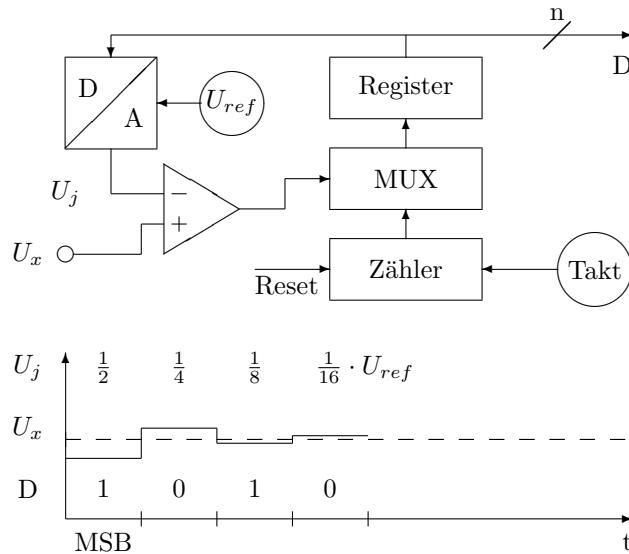 n
D
D
A
U_ref
Register
U_j
−
+
MUX
U_x
Reset
Zähler
Takt
U_j 1/2 1/4 1/8 1/16 · U_ref
U_x
D 1 0 1 0
MSB t